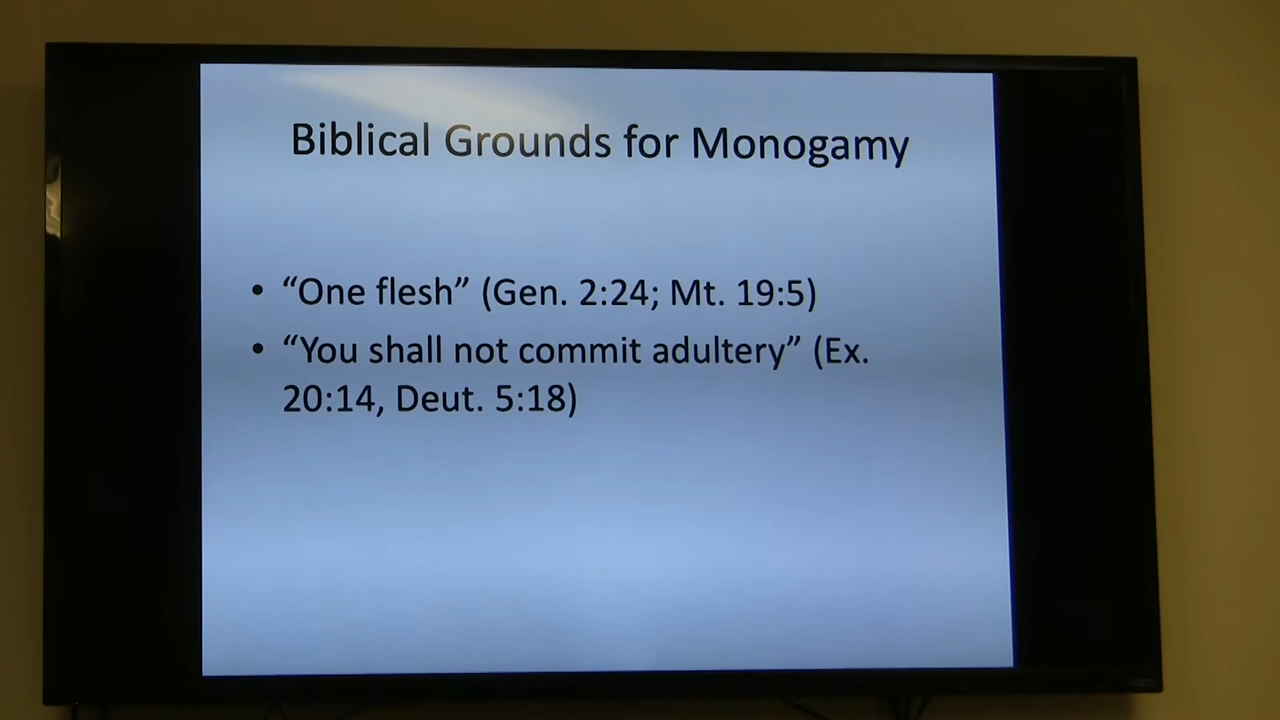 Biblical Grounds for Monogamy
• “One flesh” (Gen. 2:24; Mt. 19:5)
• “You shall not commit adultery” (Ex.
20:14, Deut. 5:18)